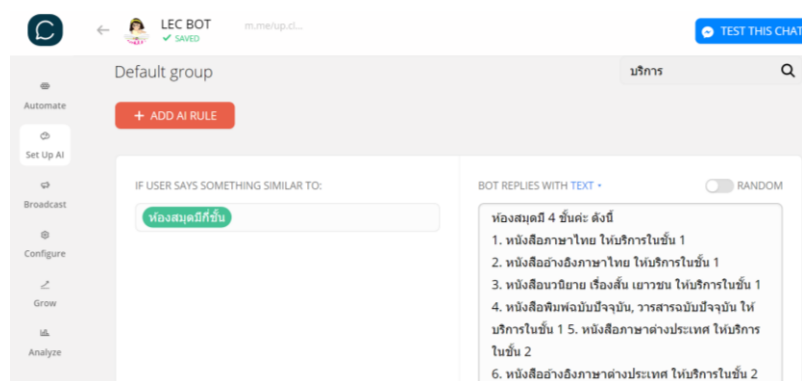 LEC BOT
m.me/up.cl...
SAVED
TEST THIS CHAT
Default group
บริการ
Automate
+ ADD AI RULE
Set Up AI
IF USER SAYS SOMETHING SIMILAR TO:
BOT REPLIES WITH TEXT
RANDOM
Broadcast
ห้องสมุดมีกี่ชั้น
ห้องสมุดมี 4 ชั้นค่ะ ดังนี้
1. หนังสือภาษาไทย ให้บริการในชั้น 1
Configure
2. หนังสืออ้างอิงภาษาไทย ให้บริการในชั้น 1
3. หนังสือนวนิยาย เรื่องสั้น เยาวชน ให้บริการในชั้น 1
Grow
4. หนังสือพิมพ์ฉบับปัจจุบัน, วารสารฉบับปัจจุบัน ให้
บริการในชั้น 1 5. หนังสือภาษาต่างประเทศ ให้บริการ
Analyze
ในชั้น 2
6. หนังสืออ้างอิงภาษาต่างประเทศ ให้บริการในชั้น 2